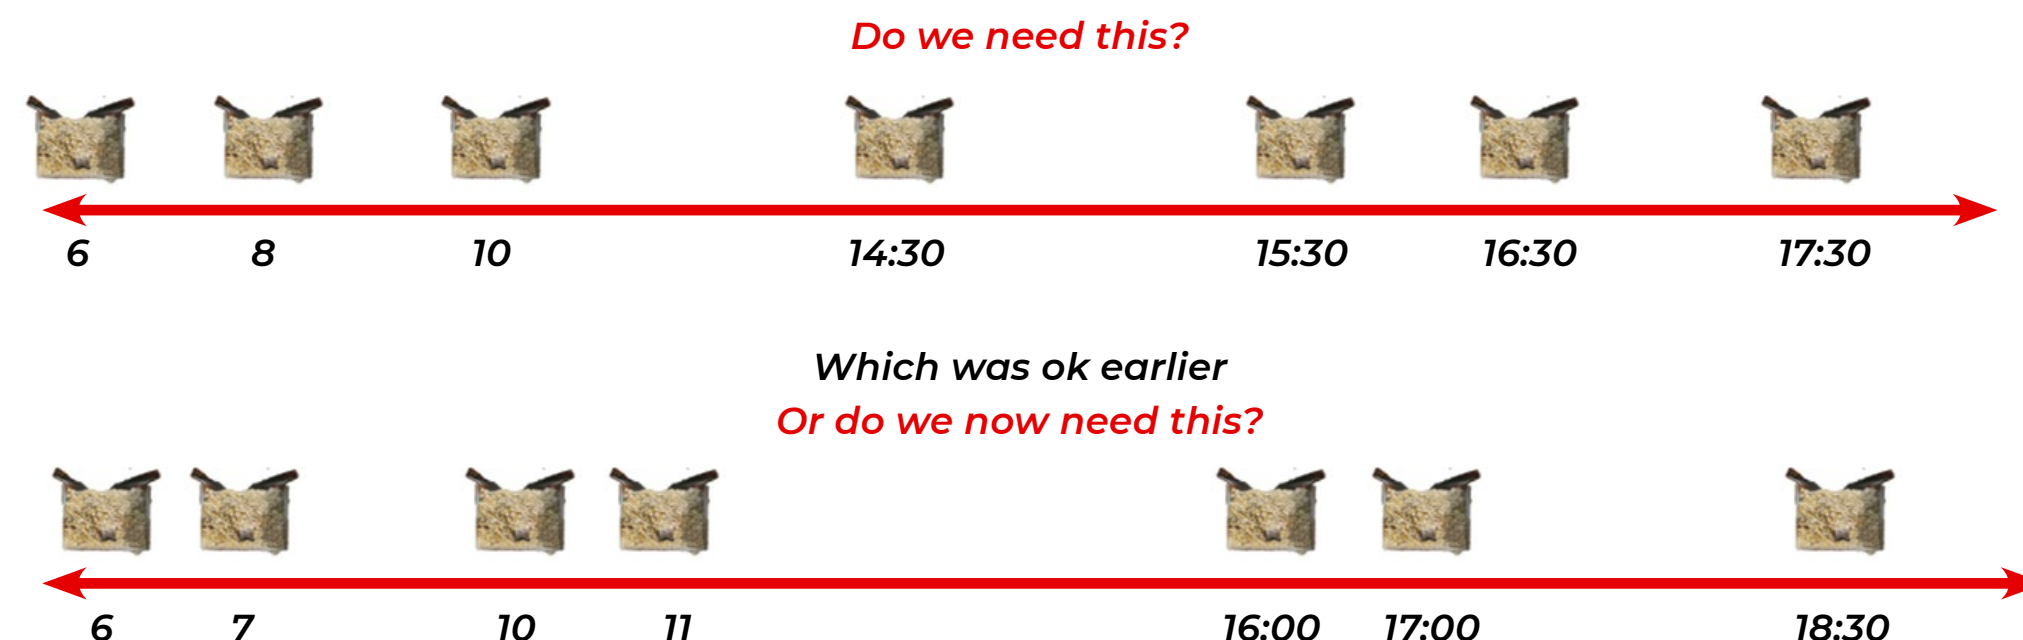 Do we need this?
6 8 10 14:30 15:30 16:30 17:30
Which was ok earlier
Or do we now need this?
6 7 10 11 16:00 17:00 18:30